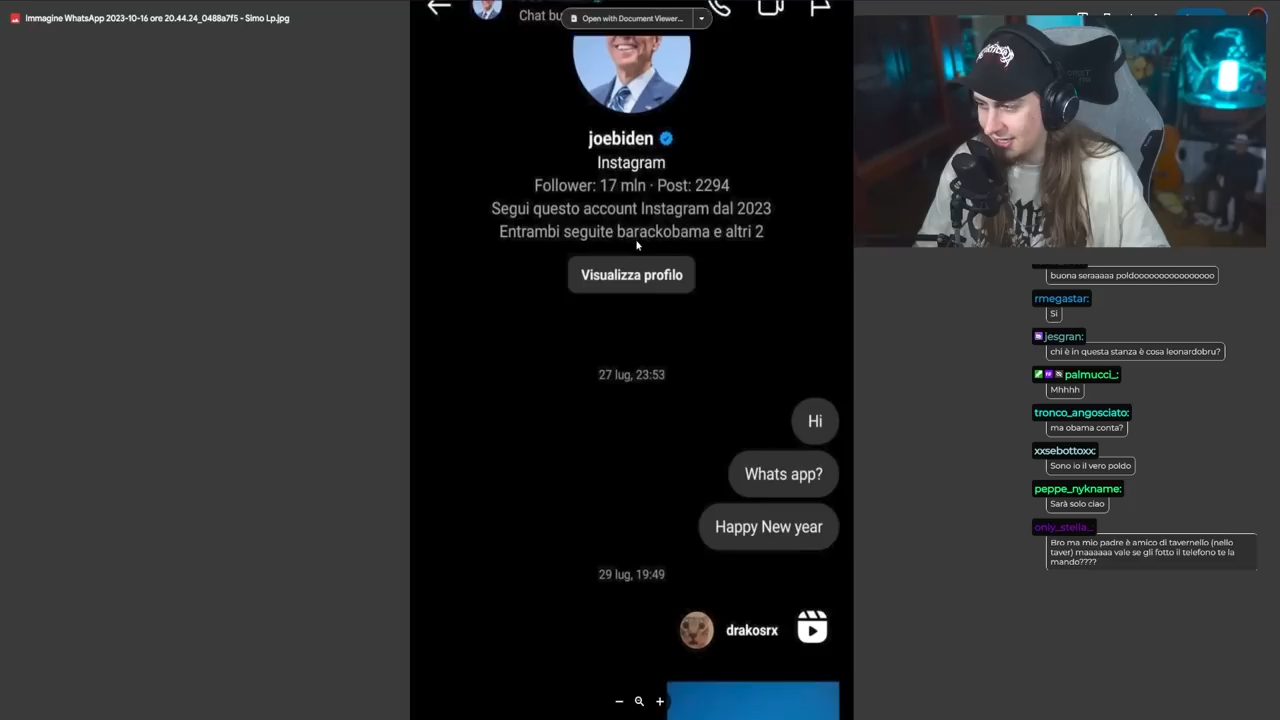 Immagine WhatsApp 2023-10-16 ore 20.44.24_0488a7f5 - Simo Lp.jpg
Chat bu
Open with Document Viewer...
joebiden
Instagram
Follower: 17 mln · Post: 2294
Segui questo account Instagram dal 2023
Entrambi seguite barackobama e altri 2
Visualizza profilo
27 lug, 23:53
Hi
Whats app?
Happy New year
29 lug, 19:49
drakosrx
buona seraaaaa poldooooooooooooooo
rmegastar:
Si
jesgran:
chi è in questa stanza è cosa leonardobru?
palmucci_:
Mhhhh
tronco_angosciato:
ma obama conta?
xxsebottoxx:
Sono io il vero poldo
peppe_nykname:
Sarà solo ciao
only_stella_:
Bro ma mio padre è amico di tavernello (nello
taver) maaaaaa vale se gli fotto il telefono te la
mando????